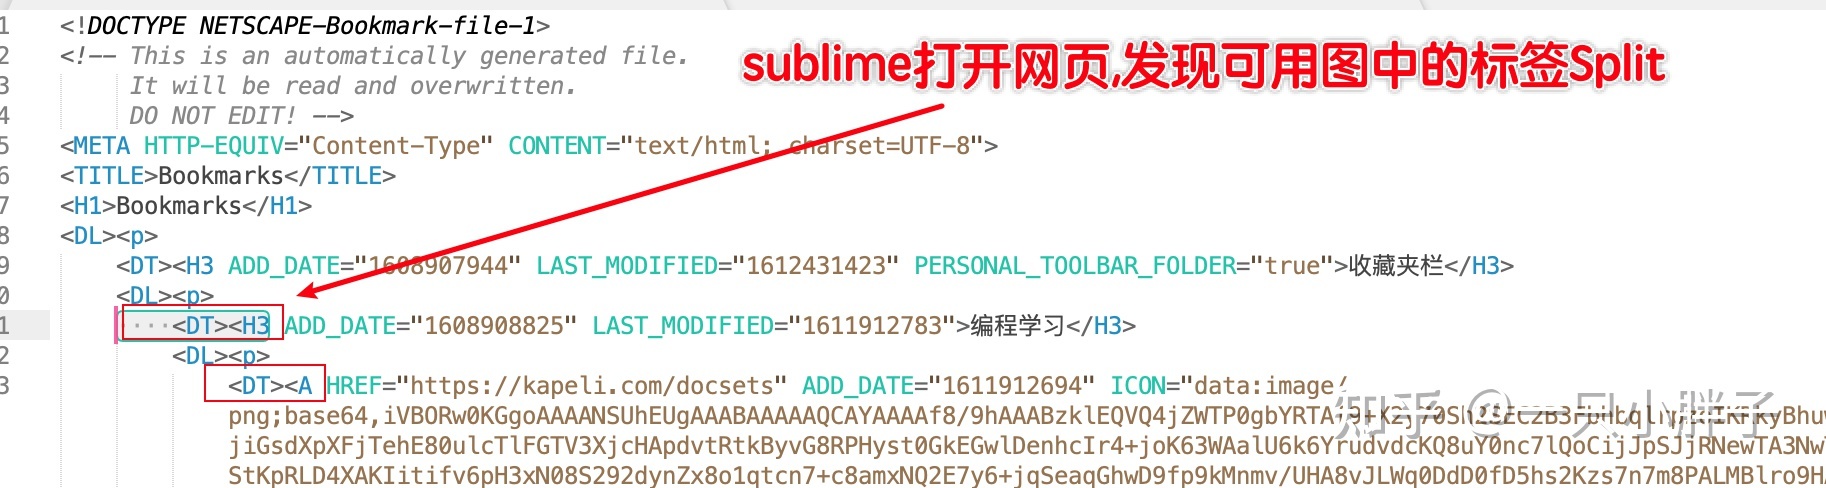 1 <!DOCTYPE NETSCAPE-Bookmark-file-1>
2 <!-- This is an automatically generated file.
sublime打开网页,发现可用图中的标签Split
3 It will be read and overwritten.
4 DO NOT EDIT! -->
5 <META HTTP-EQUIV="Content-Type" CONTENT="text/html; charset=UTF-8">
6 <TITLE>Bookmarks</TITLE>
7 <H1>Bookmarks</H1>
8 <DL><p>
9 <DT><H3 ADD_DATE="1608907944" LAST_MODIFIED="1612431423" PERSONAL_TOOLBAR_FOLDER="true">收藏夹栏</H3>
0 <DL><p>
1 ····<DT><H3 ADD_DATE="1608908825" LAST_MODIFIED="1611912783">编程学习</H3>
2 <DL><p>
3 <DT><A HREF="https://kapeli.com/docsets" ADD_DATE="1611912694" ICON="data:image/
png;base64,iVBORw0KGgoAAAANSUhEUgAAABAAAAAQCAYAAAAf8/9hAAABzklEQVQ4jZWTP0gbYRTA
jiGsdXpXFjTehE80ulcTlFGTV3XjcHApdvtRtkByvG8RPHyst0GkEGwlDenhcIr4+joK63WAalU6k6YrudvdcKQ8uY0nc7lQoCijJpSJjRNewTA3Nw
StKpRLD4XAKIitifv6pH3xN08S292dynZx8o1qtcn7+c8amxNQ2E7y6+jqSeaqGhwD9fp9kMnmv/UHA8vJLWq0DdD0fD5hs2Kzs7n7m8PALMBlro9H
知乎 @一只小胖子